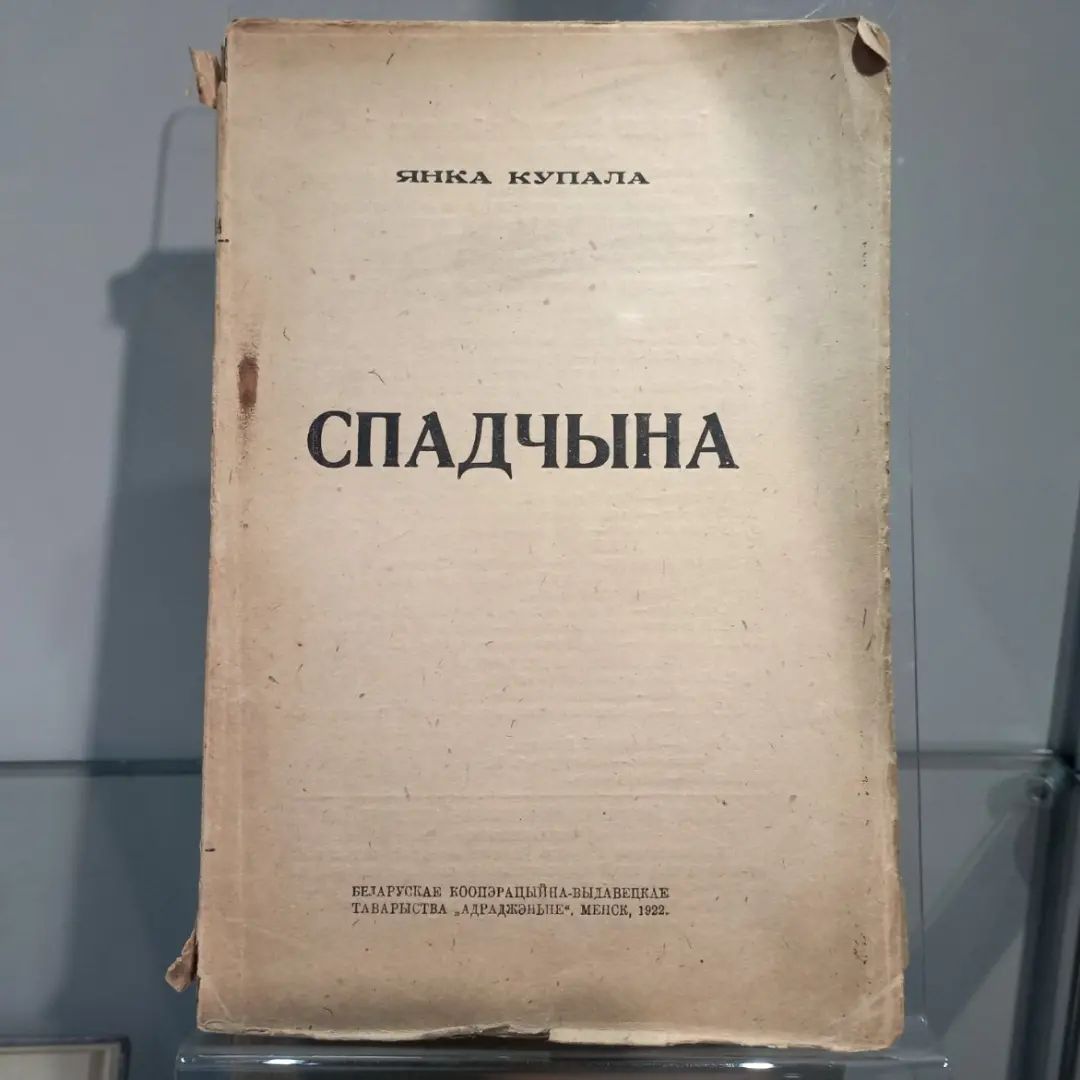 ЯНКА КУПАЛА
СПАДЧЫНА
БЕЛАРУСКАЕ КООПЭРАЦЫЙНА-ВЫДАВЕЦКАЕ
ТАВАРЫСТВА „АДРАДЖЭНЬНЕ“, МЕНСК, 1922.